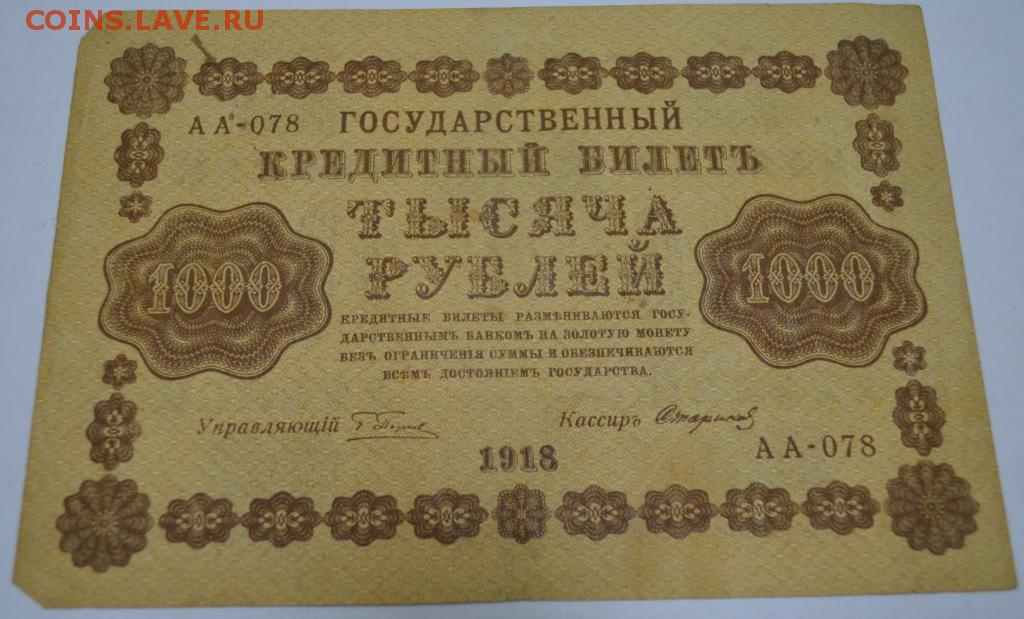 COINS.LAVE.RU
АА-078 ГОСУДАРСТВЕННЫЙ
КРЕДИТНЫЙ БИЛЕТЪ
ТЫСЯЧА
РУБЛЕЙ
1000 1000
КРЕДИТНЫЕ БИЛЕТЫ РАЗМѢНИВАЮТСЯ ГОСУ-
ДАРСТВЕННЫМЪ БАНКОМЪ НА ЗОЛОТУЮ МОНЕТУ
БЕЗЪ ОГРАНИЧЕНІЯ СУММЫ И ОБЕЗПЕЧИВАЮТСЯ
ВСѢМЪ ДОСТОЯНІЕМЪ ГОСУДАРСТВА.
Управляющій Кассиръ
1918
АА-078